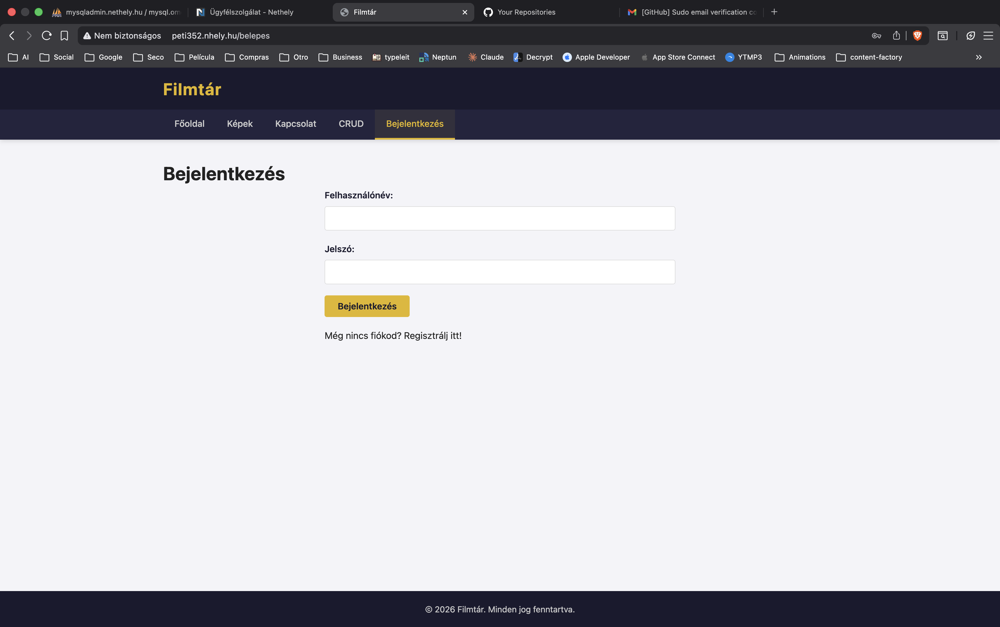 mysqladmin.nethely.hu / mysql.om
Ügyfélszolgálat - Nethely
Filmtár
Your Repositories
[GitHub] Sudo email verification co
Nem biztonságos peti352.nhely.hu/belepes
AI Social Google Seco Película Compras Otro Business typeleit Neptun Claude Decrypt Apple Developer App Store Connect YTMP3 Animations content-factory
Filmtár
Főoldal Képek Kapcsolat CRUD Bejelentkezés
Bejelentkezés
Felhasználónév:
Jelszó:
Bejelentkezés
Még nincs fiókod? Regisztrálj itt!
© 2026 Filmtár. Minden jog fenntartva.